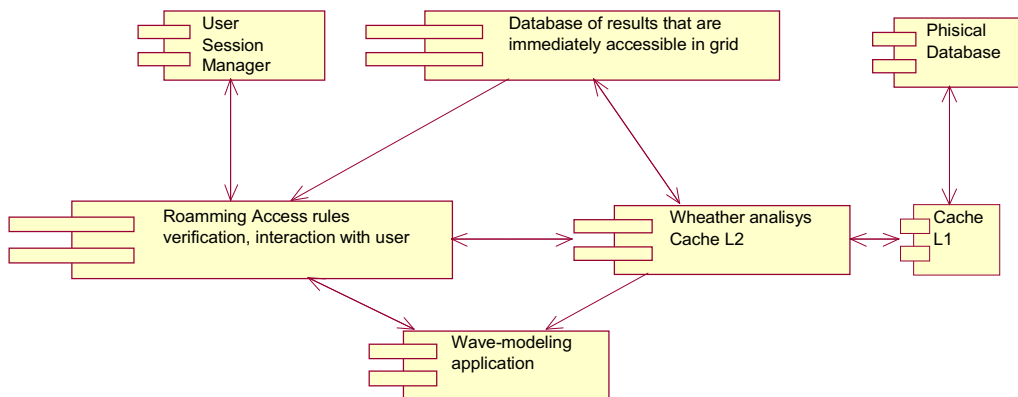 User
Session
Manager
Database of results that are
immediately accessible in grid
Phisical
Database
Roamming Access rules
verification, interaction with user
Wheather analisys
Cache L2
Cache
L1
Wave-modeling
application